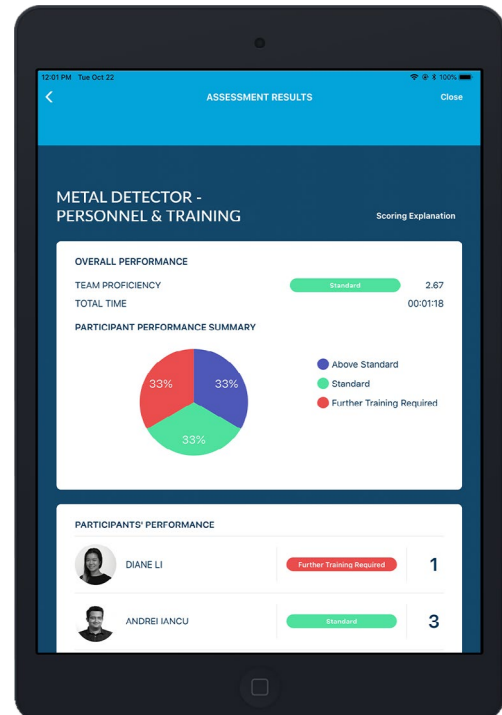 12:01 PM Tue Oct 22 100%
ASSESSMENT RESULTS Close
METAL DETECTOR -
PERSONNEL & TRAINING
Scoring Explanation
OVERALL PERFORMANCE
TEAM PROFICIENCY Standard 2.67
TOTAL TIME 00:01:18
PARTICIPANT PERFORMANCE SUMMARY
33% 33%
33%
Above Standard
Standard
Further Training Required
PARTICIPANTS' PERFORMANCE
DIANE LI Further Training Required 1
ANDREI IANCU Standard 3